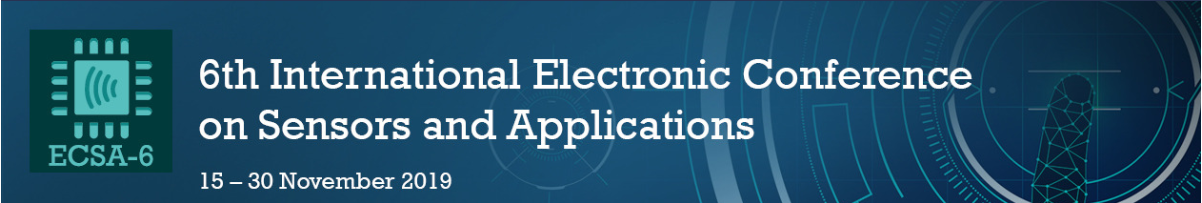 ECSA-6
6th International Electronic Conference
on Sensors and Applications
15 – 30 November 2019